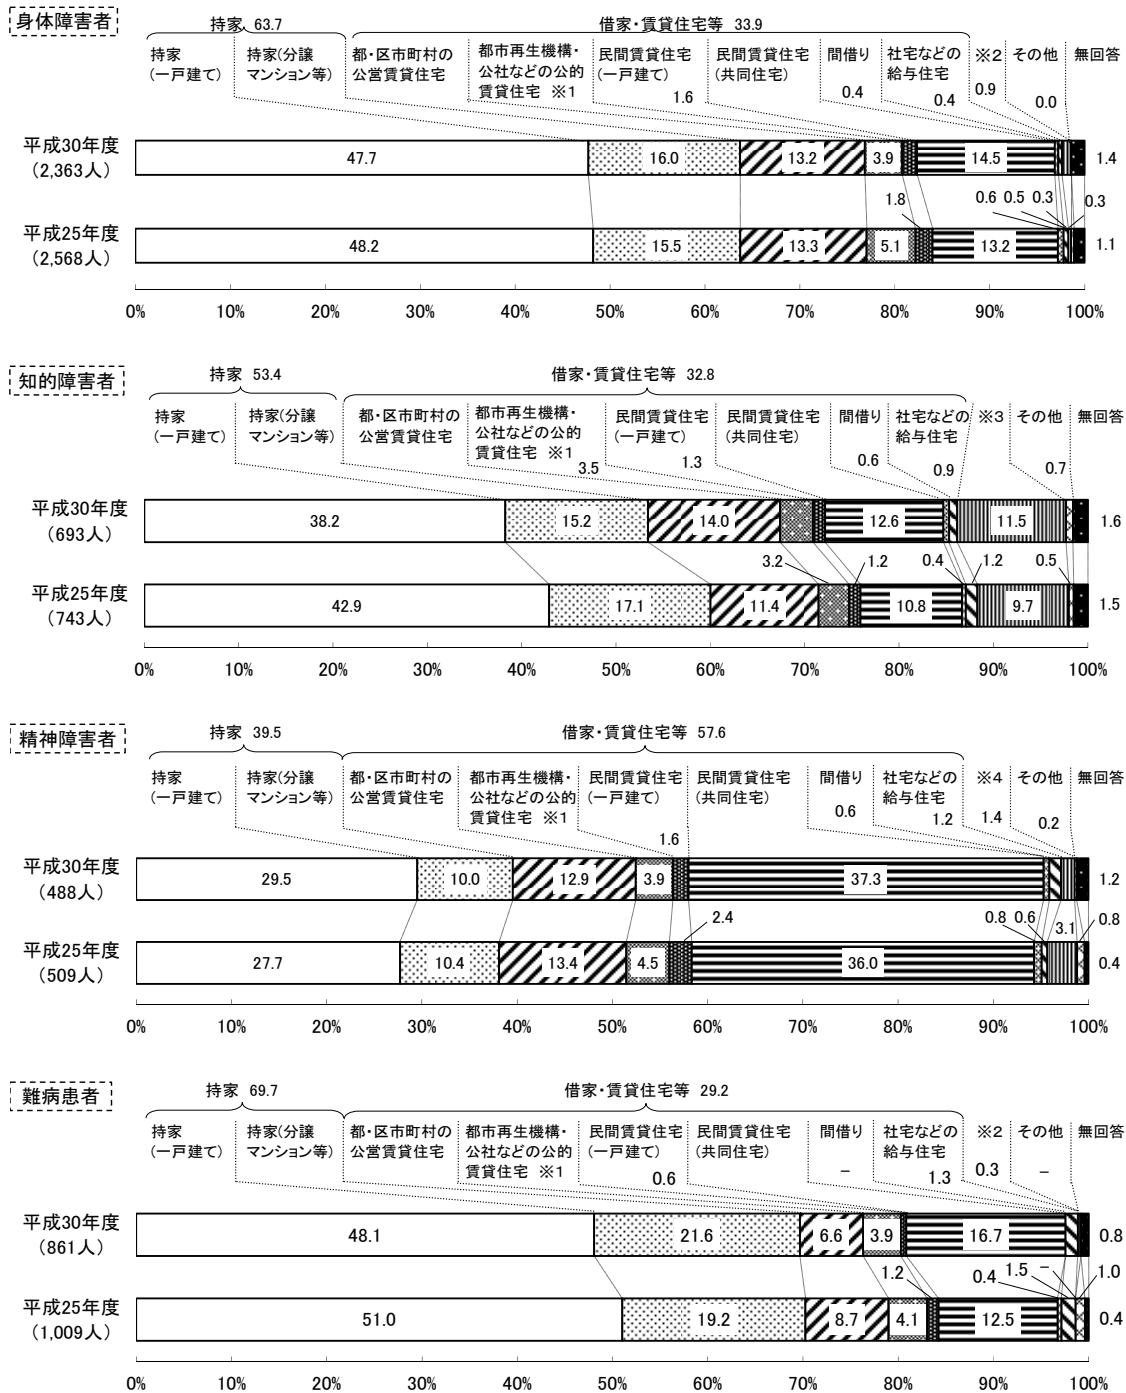 身体障害者
持家 63.7
借家・賃貸住宅等 33.9
持家
(一戸建て)
持家(分譲
マンション等)
都・区市町村の
公営賃貸住宅
都市再生機構・
公社などの公的
賃貸住宅 ※1
民間賃貸住宅
(一戸建て)
1.6
民間賃貸住宅
(共同住宅)
間借り
0.4
社宅などの
給与住宅
0.4
※2
0.9
その他
0.0
無回答
平成30年度
(2,363人)
47.7 16.0 13.2 3.9 14.5 1.4
1.8 0.6 0.5 0.3 0.3
平成25年度
(2,568人)
48.2 15.5 13.3 5.1 13.2 1.1
0% 10% 20% 30% 40% 50% 60% 70% 80% 90% 100%
知的障害者
持家 53.4
借家・賃貸住宅等 32.8
持家
(一戸建て)
持家(分譲
マンション等)
都・区市町村の
公営賃貸住宅
都市再生機構・
公社などの公的
賃貸住宅 ※1
3.5
民間賃貸住宅
(一戸建て)
1.3
民間賃貸住宅
(共同住宅)
間借り
0.6
社宅などの
給与住宅
0.9
※3
その他
0.7
無回答
平成30年度
(693人)
38.2 15.2 14.0 12.6 11.5 1.6
3.2 1.2 0.4 1.2 0.5
平成25年度
(743人)
42.9 17.1 11.4 10.8 9.7 1.5
0% 10% 20% 30% 40% 50% 60% 70% 80% 90% 100%
精神障害者
持家 39.5
借家・賃貸住宅等 57.6
持家
(一戸建て)
持家(分譲
マンション等)
都・区市町村の
公営賃貸住宅
都市再生機構・
公社などの公的
賃貸住宅 ※1
民間賃貸住宅
(一戸建て)
1.6
民間賃貸住宅
(共同住宅)
間借り
0.6
社宅などの
給与住宅
1.2
※4
1.4
その他
0.2
無回答
平成30年度
(488人)
29.5 10.0 12.9 3.9 37.3 1.2
2.4 0.8 0.6 3.1 0.8
平成25年度
(509人)
27.7 10.4 13.4 4.5 36.0 0.4
0% 10% 20% 30% 40% 50% 60% 70% 80% 90% 100%
難病患者
持家 69.7
借家・賃貸住宅等 29.2
持家
(一戸建て)
持家(分譲
マンション等)
都・区市町村の
公営賃貸住宅
都市再生機構・
公社などの公的
賃貸住宅 ※1
民間賃貸住宅
(一戸建て)
0.6
民間賃貸住宅
(共同住宅)
間借り
－
社宅などの
給与住宅
1.3
※2
0.3
その他
－
無回答
平成30年度
(861人)
48.1 21.6 6.6 3.9 16.7 0.8
1.2 0.4 1.5 － 1.0
平成25年度
(1,009人)
51.0 19.2 8.7 4.1 12.5 0.4
0% 10% 20% 30% 40% 50% 60% 70% 80% 90% 100%